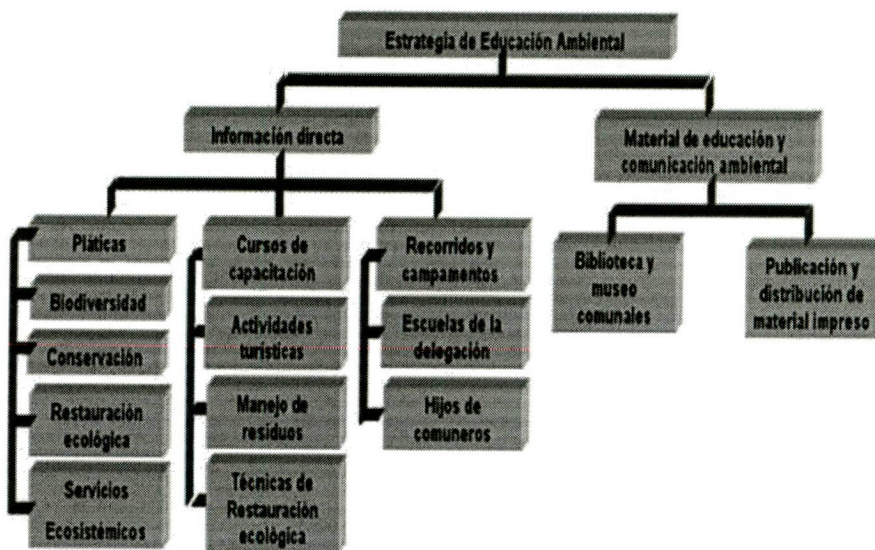 Estrategia de Educación Ambiental
Información directa
Material de educación y
comunicación ambiental
Pláticas
Biodiversidad
Conservación
Restauración
ecológica
Servicios
Ecosistémicos
Cursos de
capacitación
Actividades
turísticas
Manejo de
residuos
Técnicas de
Restauración
ecológica
Recorridos y
campamentos
Escuelas de la
delegación
Hijos de
comuneros
Biblioteca y
museo
comunales
Publicación y
distribución de
material impreso